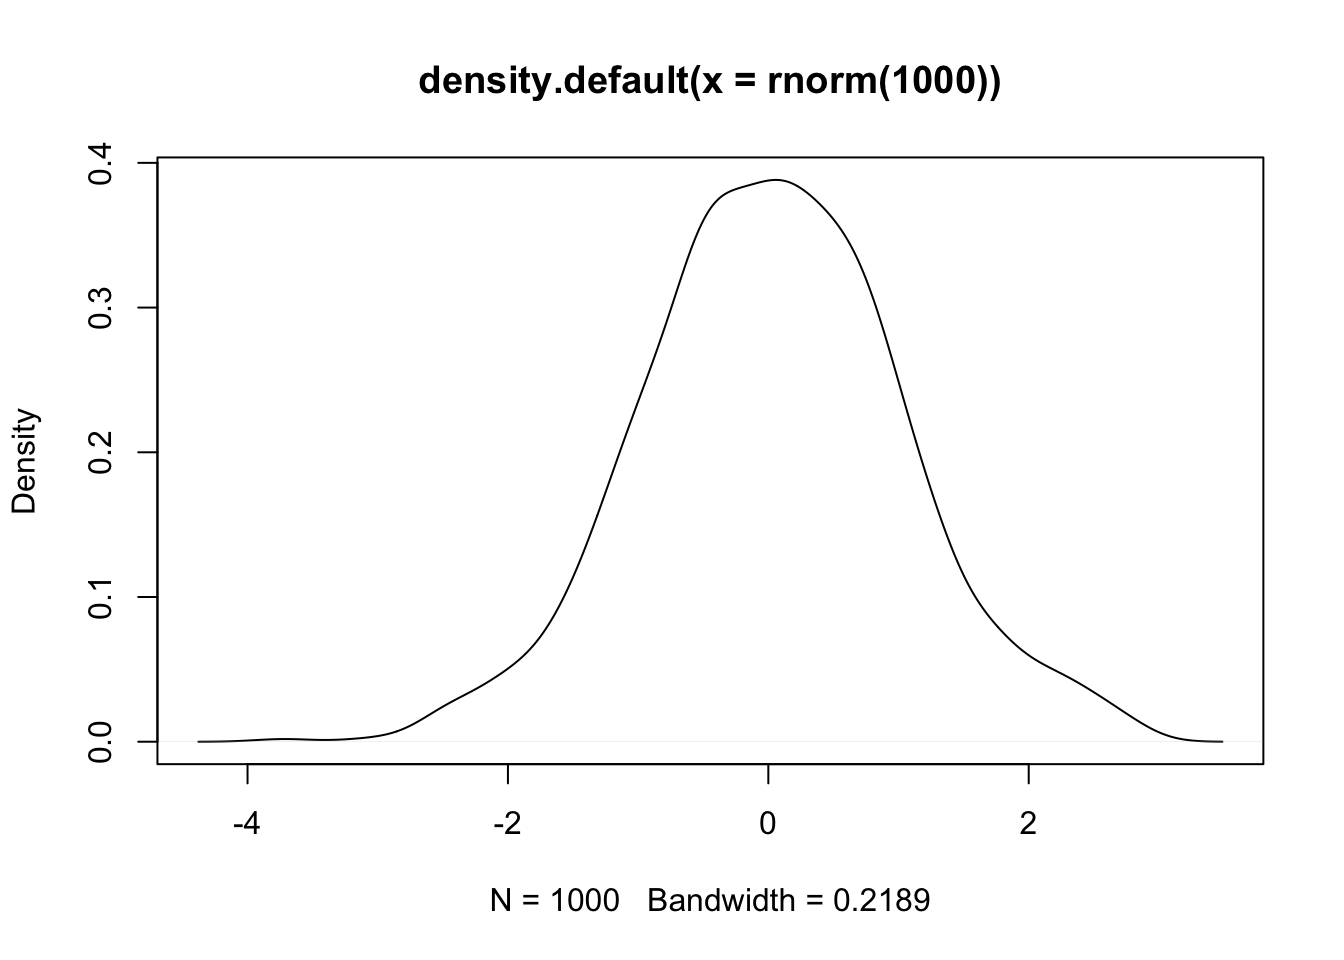 density.default(x = rnorm(1000))
Density
0.4
0.3
0.2
0.1
0.0
-4 -2 0 2
N = 1000   Bandwidth = 0.2189